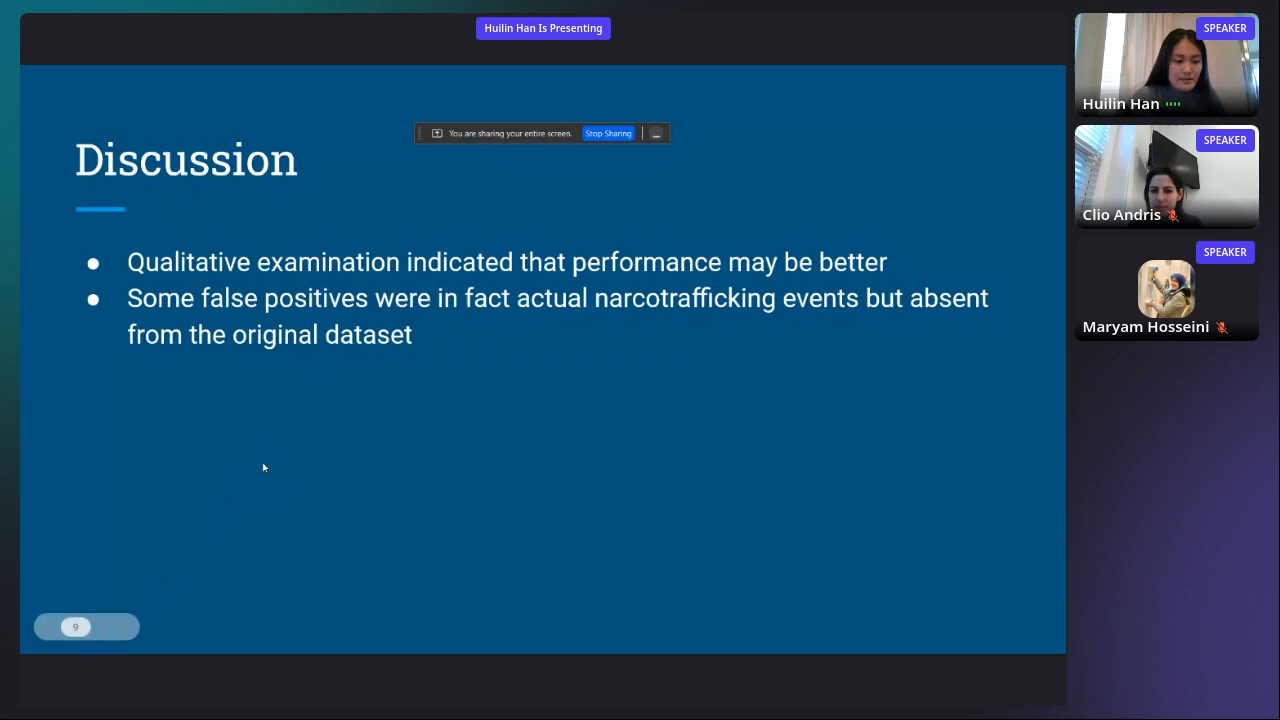 Huilin Han Is Presenting
You are sharing your entire screen.
Stop Sharing
Discussion
● Qualitative examination indicated that performance may be better
● Some false positives were in fact actual narcotrafficking events but absent
from the original dataset
9
SPEAKER
Huilin Han
SPEAKER
Clio Andris
SPEAKER
Maryam Hosseini